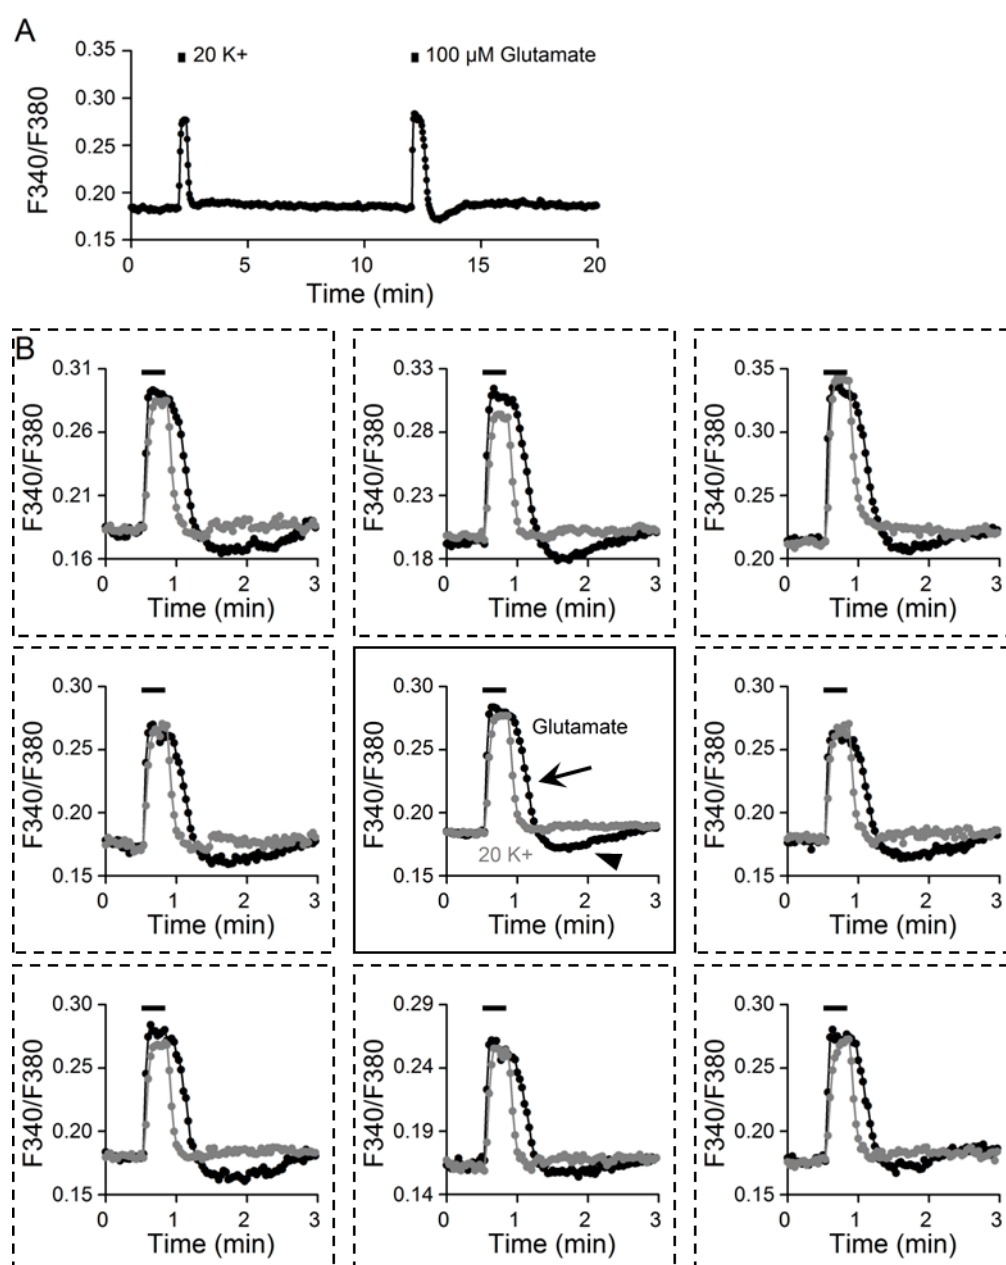 A
0.35
0.30
0.25
0.20
0.15
F340/F380
20 K+
100 µM Glutamate
0 5 10 15 20
Time (min)
B
0.31
0.26
0.21
0.16
F340/F380
0 1 2 3
Time (min)
0.33
0.28
0.23
0.18
F340/F380
0 1 2 3
Time (min)
0.35
0.30
0.25
0.20
F340/F380
0 1 2 3
Time (min)
0.30
0.25
0.20
0.15
F340/F380
0 1 2 3
Time (min)
0.30
0.25
0.20
0.15
F340/F380
Glutamate
20 K+
0 1 2 3
Time (min)
0.30
0.25
0.20
0.15
F340/F380
0 1 2 3
Time (min)
0.30
0.25
0.20
0.15
F340/F380
0 1 2 3
Time (min)
0.29
0.24
0.19
0.14
F340/F380
0 1 2 3
Time (min)
0.30
0.25
0.20
0.15
F340/F380
0 1 2 3
Time (min)